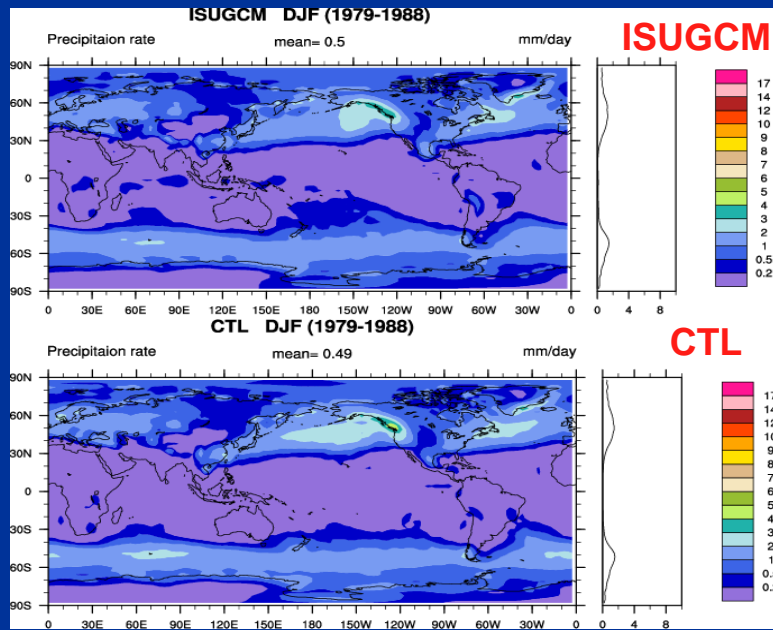 ISUGCM DJF (1979-1988)
ISUGCM
Precipitaion rate mean= 0.5 mm/day
90N
60N
30N
0
30S
60S
90S
0 30E 60E 90E 120E 150E 180 150W 120W 90W 60W 30W 0
0 4 8
17
14
12
10
9
8
7
6
5
4
3
2
1
0.5
0.2
CTL DJF (1979-1988)
CTL
Precipitaion rate mean= 0.49 mm/day
90N
60N
30N
0
30S
60S
90S
0 30E 60E 90E 120E 150E 180 150W 120W 90W 60W 30W 0
0 4 8
17
14
12
10
9
8
7
6
5
4
3
2
1
0.
0.